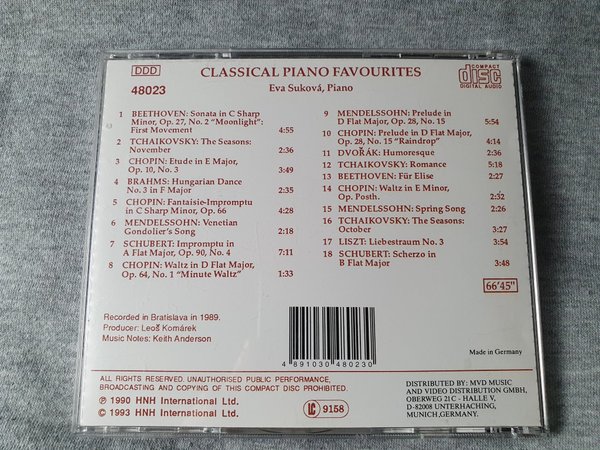 DDD
CLASSICAL PIANO FAVOURITES
COMPACT
disc
DIGITAL AUDIO
48023
Eva Suková, Piano
1 BEETHOVEN: Sonata in C Sharp
Minor, Op. 27, No. 2 "Moonlight":
First Movement 4:55
2 TCHAIKOVSKY: The Seasons:
November 2:36
3 CHOPIN: Etude in E Major,
Op. 10, No. 3 3:49
4 BRAHMS: Hungarian Dance
No. 3 in F Major 2:35
5 CHOPIN: Fantaisie-Impromptu
in C Sharp Minor, Op. 66 4:28
6 MENDELSSOHN: Venetian
Gondolier's Song 2:18
7 SCHUBERT: Impromptu in
A Flat Major, Op. 90, No. 4 7:11
8 CHOPIN: Waltz in D Flat Major,
Op. 64, No. 1 "Minute Waltz" 1:33
9 MENDELSSOHN: Prelude in
D Flat Major, Op. 28, No. 15 5:54
10 CHOPIN: Prelude in D Flat Major,
Op. 28, No. 15 "Raindrop"
11 DVOŘÁK: Humoresque 2:36
12 TCHAIKOVSKY: Romance 5:18
13 BEETHOVEN: Für Elise 2:27
14 CHOPIN: Waltz in E Minor,
Op. Posth. 2:32
15 MENDELSSOHN: Spring Song 2:26
16 TCHAIKOVSKY: The Seasons:
October 3:27
17 LISZT: Liebestraum No. 3 3:54
18 SCHUBERT: Scherzo in
B Flat Major 3:48
66'45"
Recorded in Bratislava in 1989.
Producer: Leoš Komárek
Music Notes: Keith Anderson
4 891030 480230
Made in Germany
ALL RIGHTS RESERVED. UNAUTHORISED PUBLIC PERFORMANCE,
BROADCASTING AND COPYING OF THIS COMPACT DISC PROHIBITED.
℗ 1990 HNH International Ltd.
© 1993 HNH International Ltd.
LC 9158
DISTRIBUTED BY: MVD MUSIC
AND VIDEO DISTRIBUTION GMBH,
OBERWEG 21C - HALLE V,
D-82008 UNTERHACHING,
MUNICH, GERMANY.